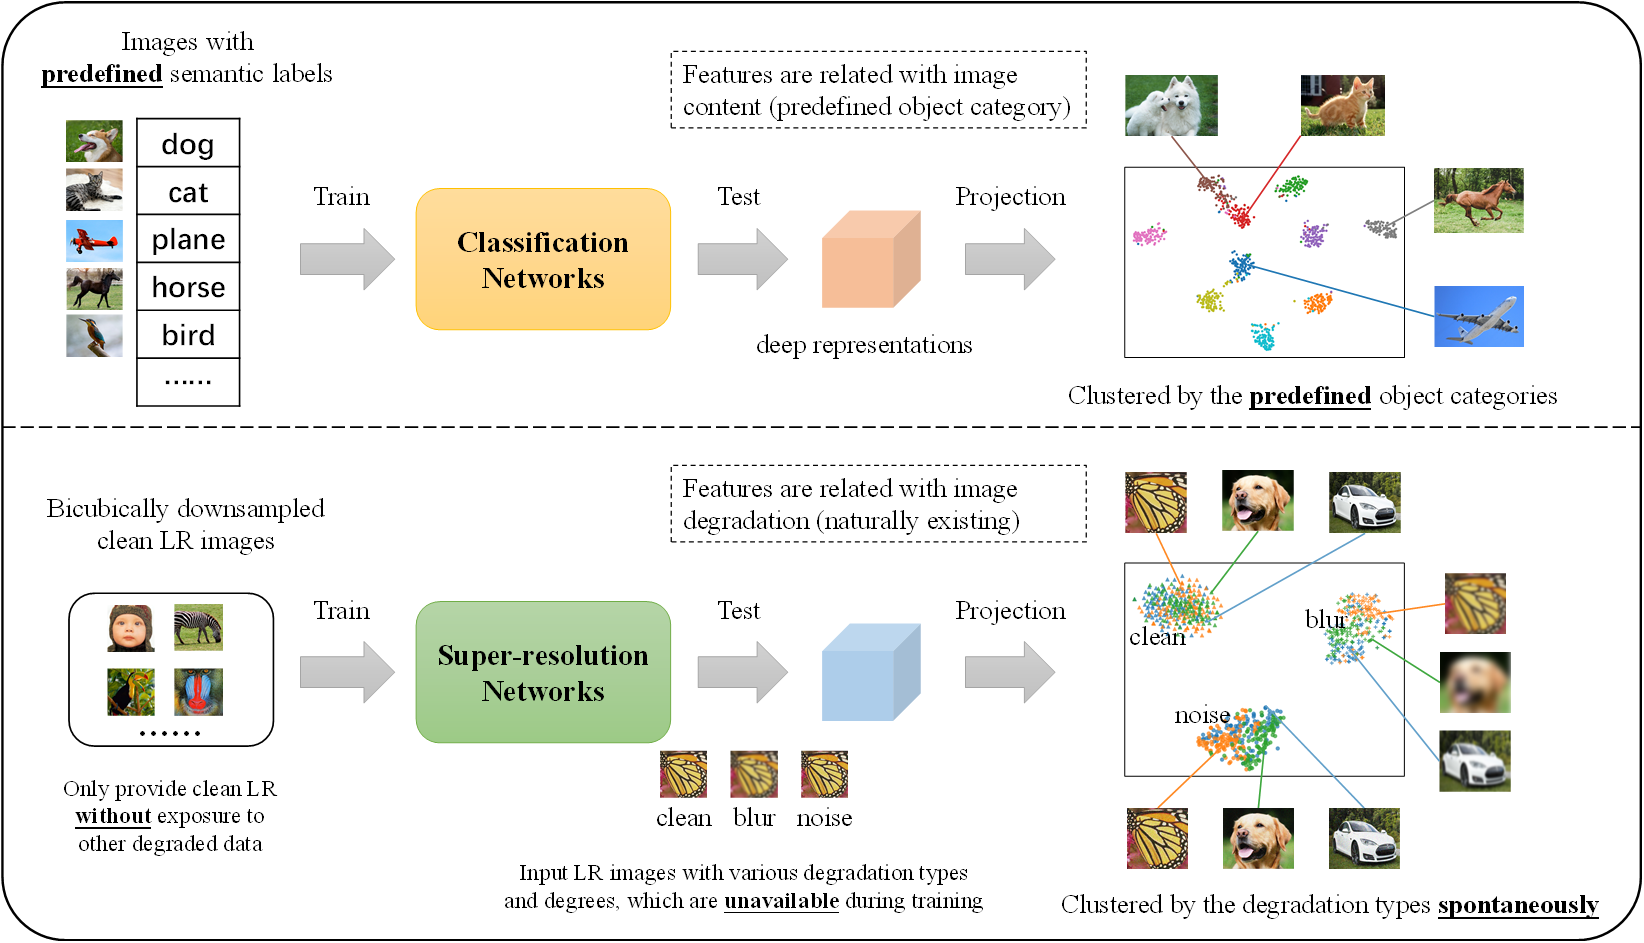 Images with
predefined semantic labels
dog
cat
plane
horse
bird
......
Train
Classification
Networks
Test
deep representations
Projection
Features are related with image
content (predefined object category)
Clustered by the predefined object categories
Bicubically downsampled
clean LR images
......
Only provide clean LR
without exposure to
other degraded data
Train
Super-resolution
Networks
Test
clean
blur
noise
Input LR images with various degradation types
and degrees, which are unavailable during training
Projection
Features are related with image
degradation (naturally existing)
clean
blur
noise
Clustered by the degradation types spontaneously